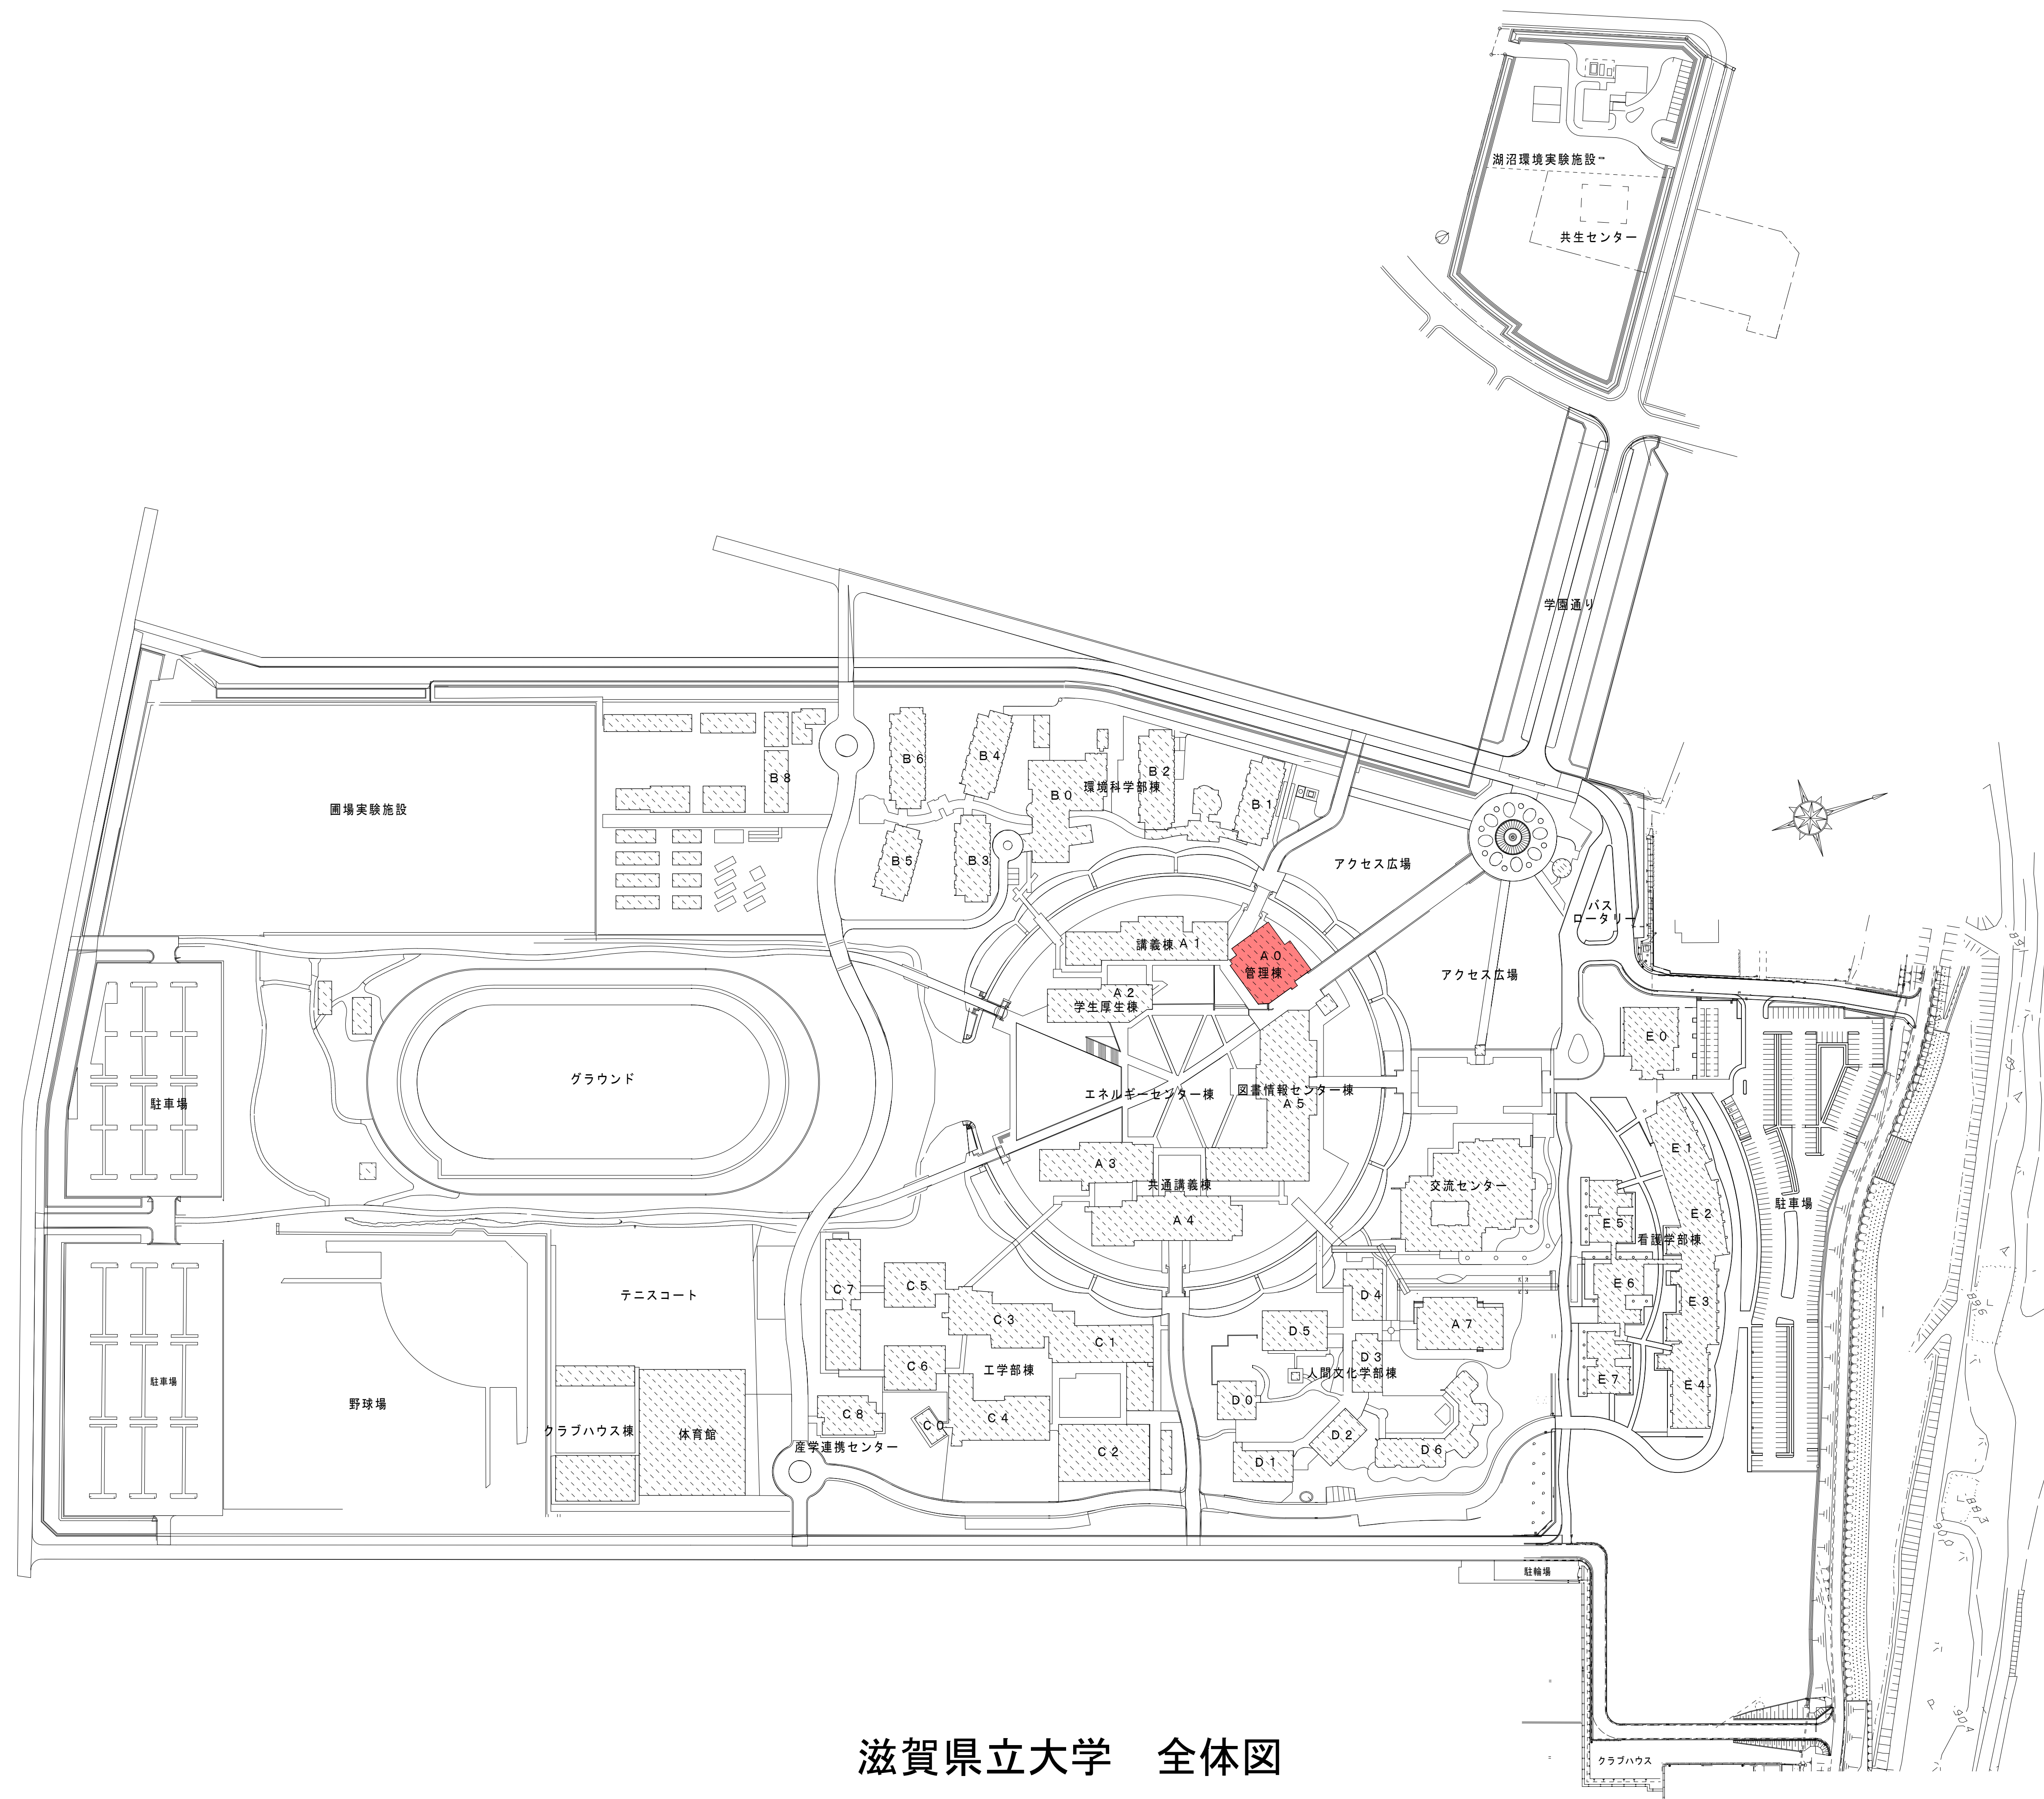 湖沼環境実験施設
共生センター
学園通り
B6
B4
B2
環境科学部棟
B8
B0
B1
圃場実験施設
B5
B3
アクセス広場
バス
ロータリー
講義棟 A1
A0
管理棟
アクセス広場
A2
学生厚生棟
E0
グラウンド
エネルギーセンター棟
図書情報センター棟
A5
駐車場
E1
A3
共通講義棟
交流センター
駐車場
A4
E5
E2
看護学部棟
C7
C5
テニスコート
D4
E6
E3
C3
C1
D5
A7
C6
工学部棟
D3
人間文化学部棟
E7
E4
駐車場
野球場
D0
C8
C0
C4
クラブハウス棟
体育館
産学連携センター
C2
D2
D6
D1
駐輪場
クラブハウス
滋賀県立大学　全体図